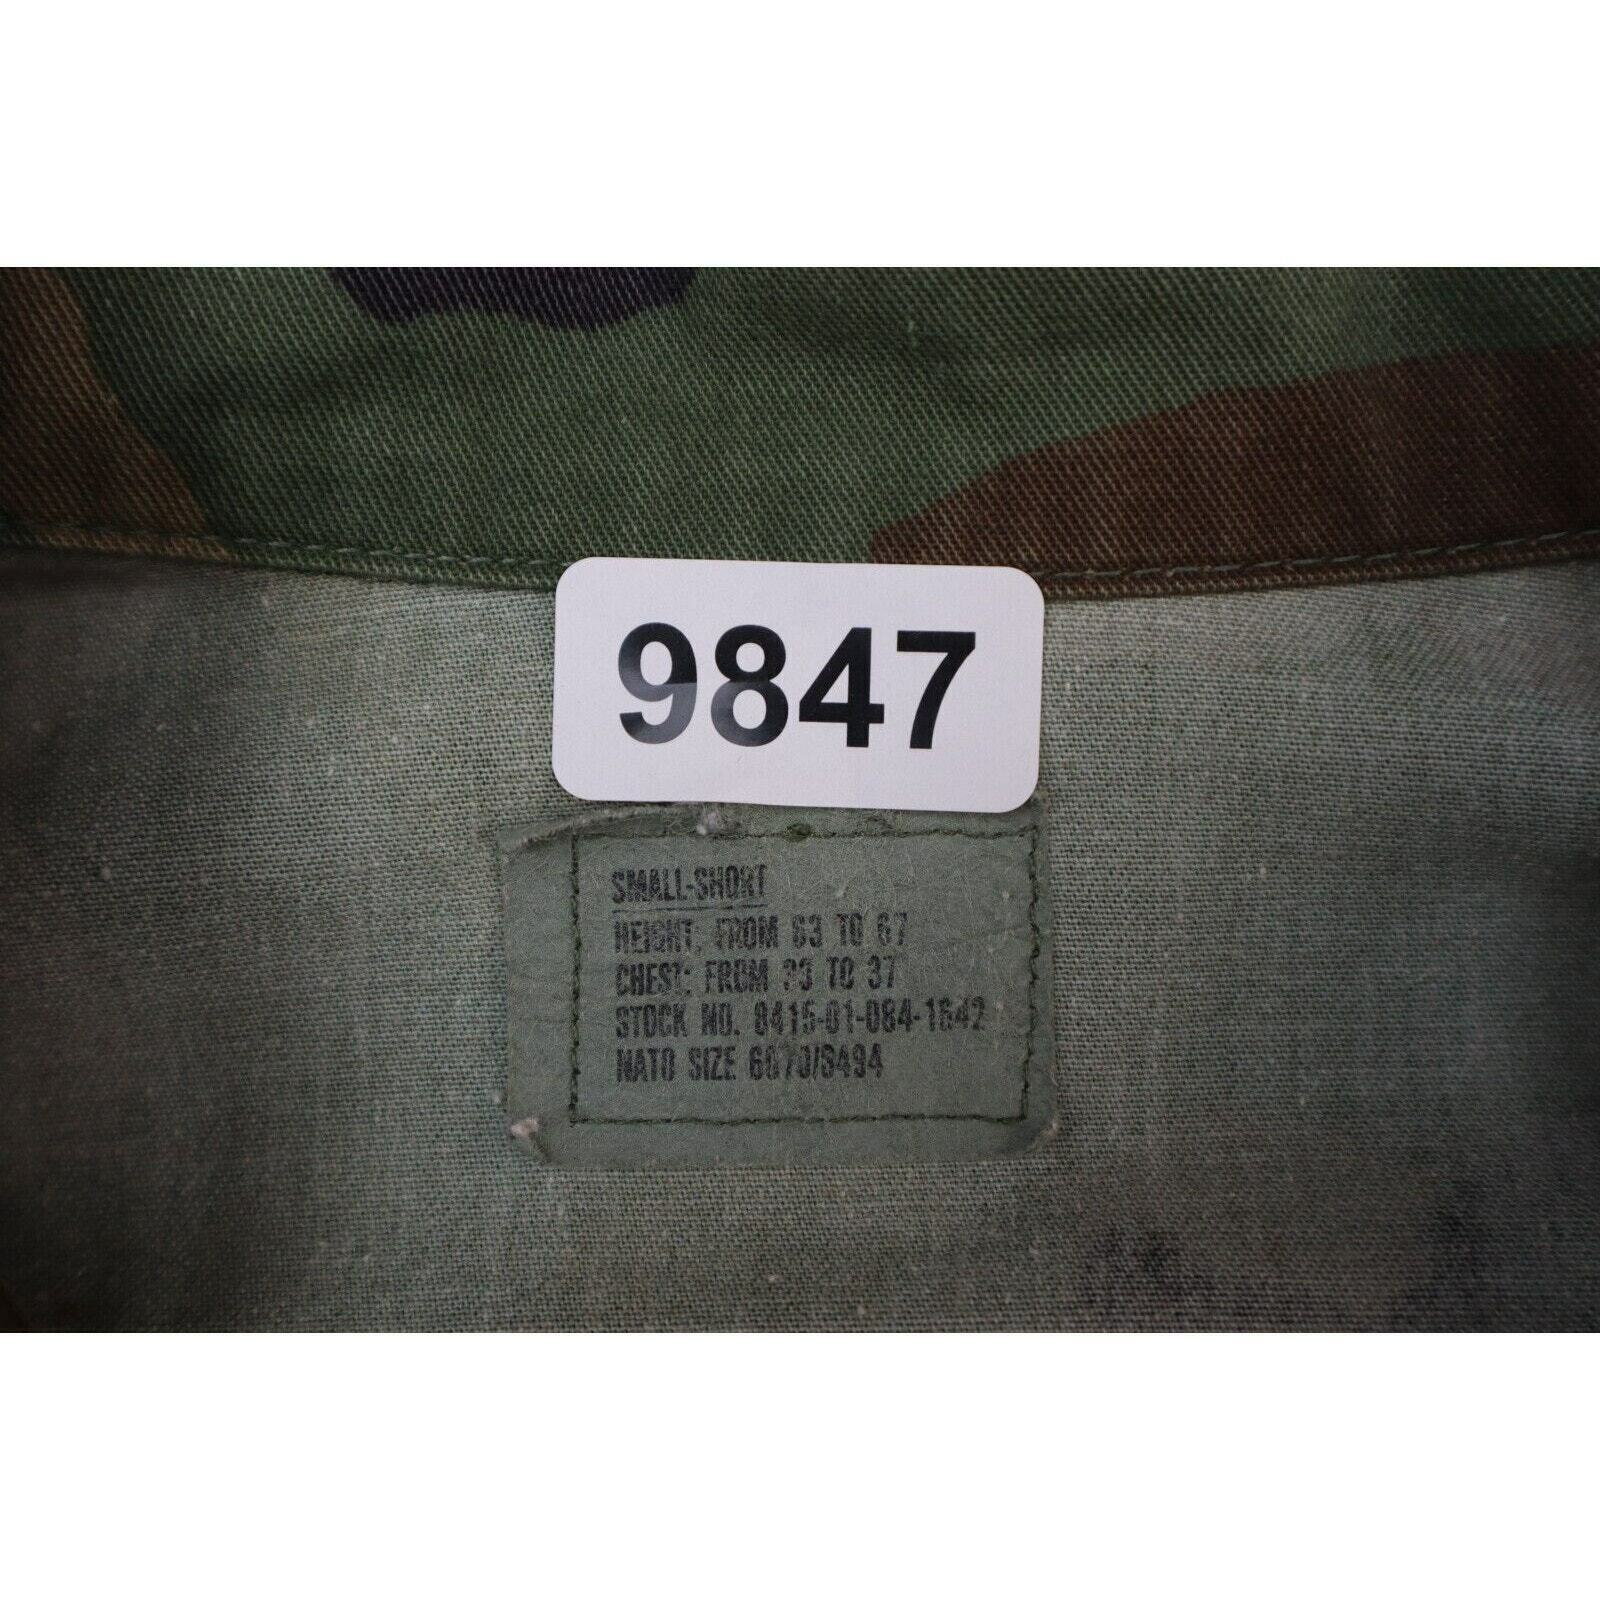 9847
SMALL-SHORT
HEIGHT, FROM 63 TO 67
CHEST: FROM 33 TO 37
STOCK NO. 8415-01-084-1642
NATO SIZE 6070/8494